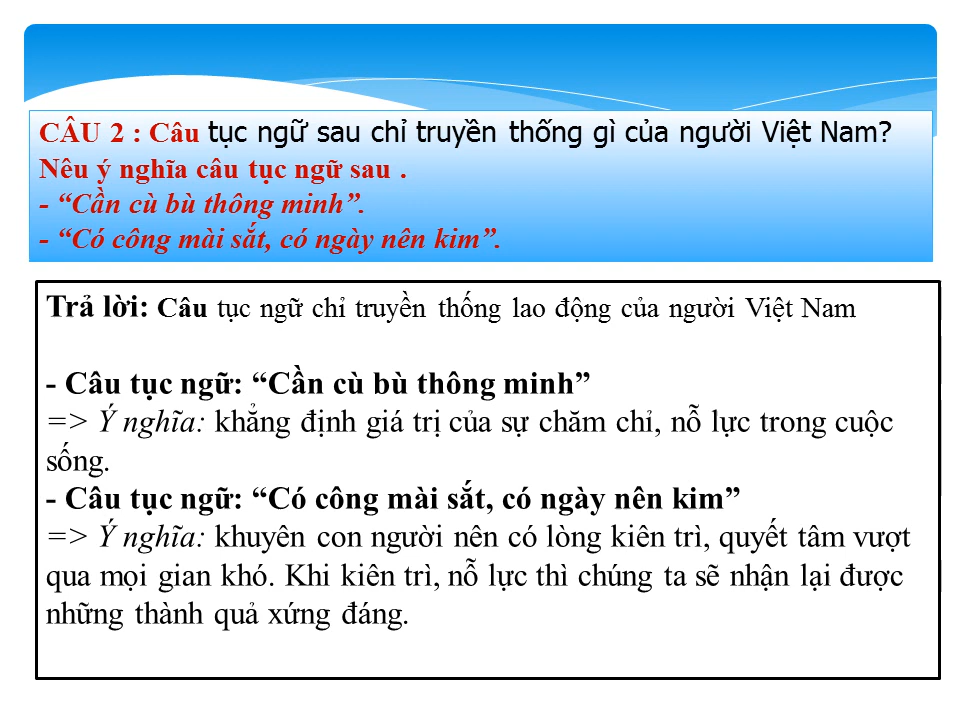 CÂU 2 : Câu tục ngữ sau chỉ truyền thống gì của người Việt Nam?
Nêu ý nghĩa câu tục ngữ sau .
- “Cần cù bù thông minh”.
- “Có công mài sắt, có ngày nên kim”.
Trả lời: Câu tục ngữ chỉ truyền thống lao động của người Việt Nam
- Câu tục ngữ: “Cần cù bù thông minh”
=> Ý nghĩa: khẳng định giá trị của sự chăm chỉ, nỗ lực trong cuộc
sống.
- Câu tục ngữ: “Có công mài sắt, có ngày nên kim”
=> Ý nghĩa: khuyên con người nên có lòng kiên trì, quyết tâm vượt
qua mọi gian khó. Khi kiên trì, nỗ lực thì chúng ta sẽ nhận lại được
những thành quả xứng đáng.